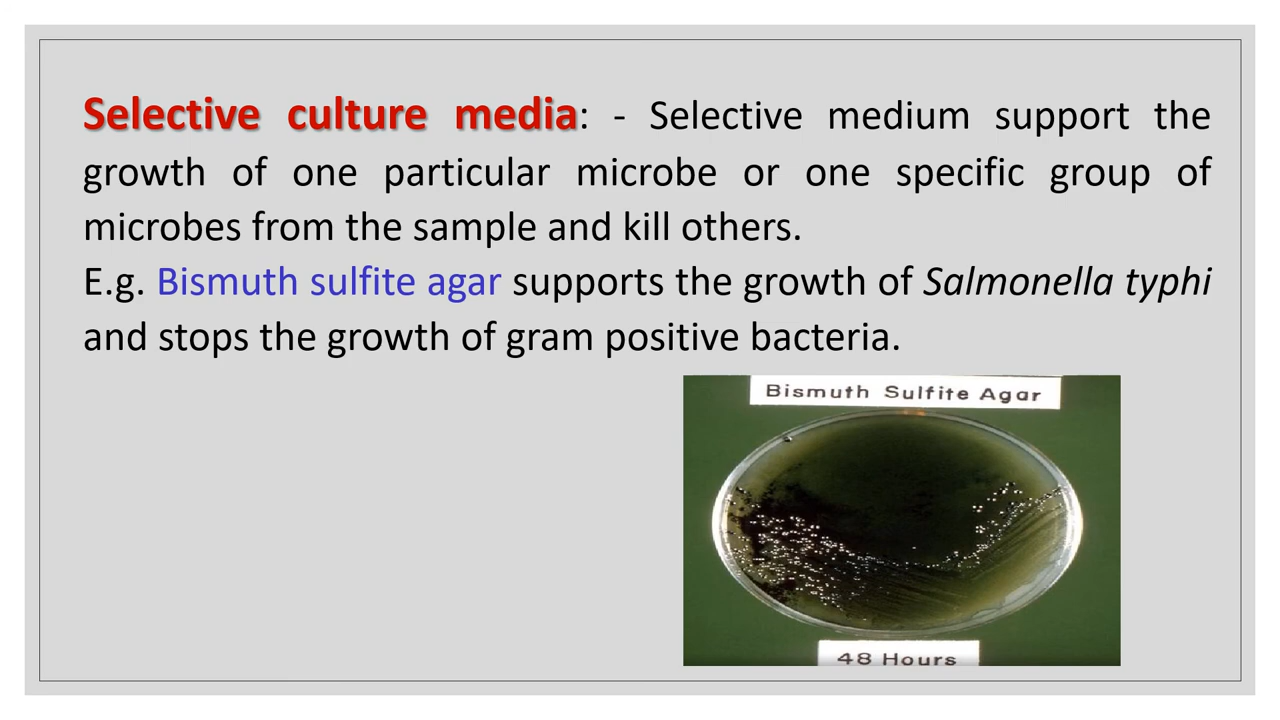 Selective culture media: - Selective medium support the
growth of one particular microbe or one specific group of
microbes from the sample and kill others.
E.g. Bismuth sulfite agar supports the growth of Salmonella typhi
and stops the growth of gram positive bacteria.
Bismuth Sulfite Agar
48 Hours